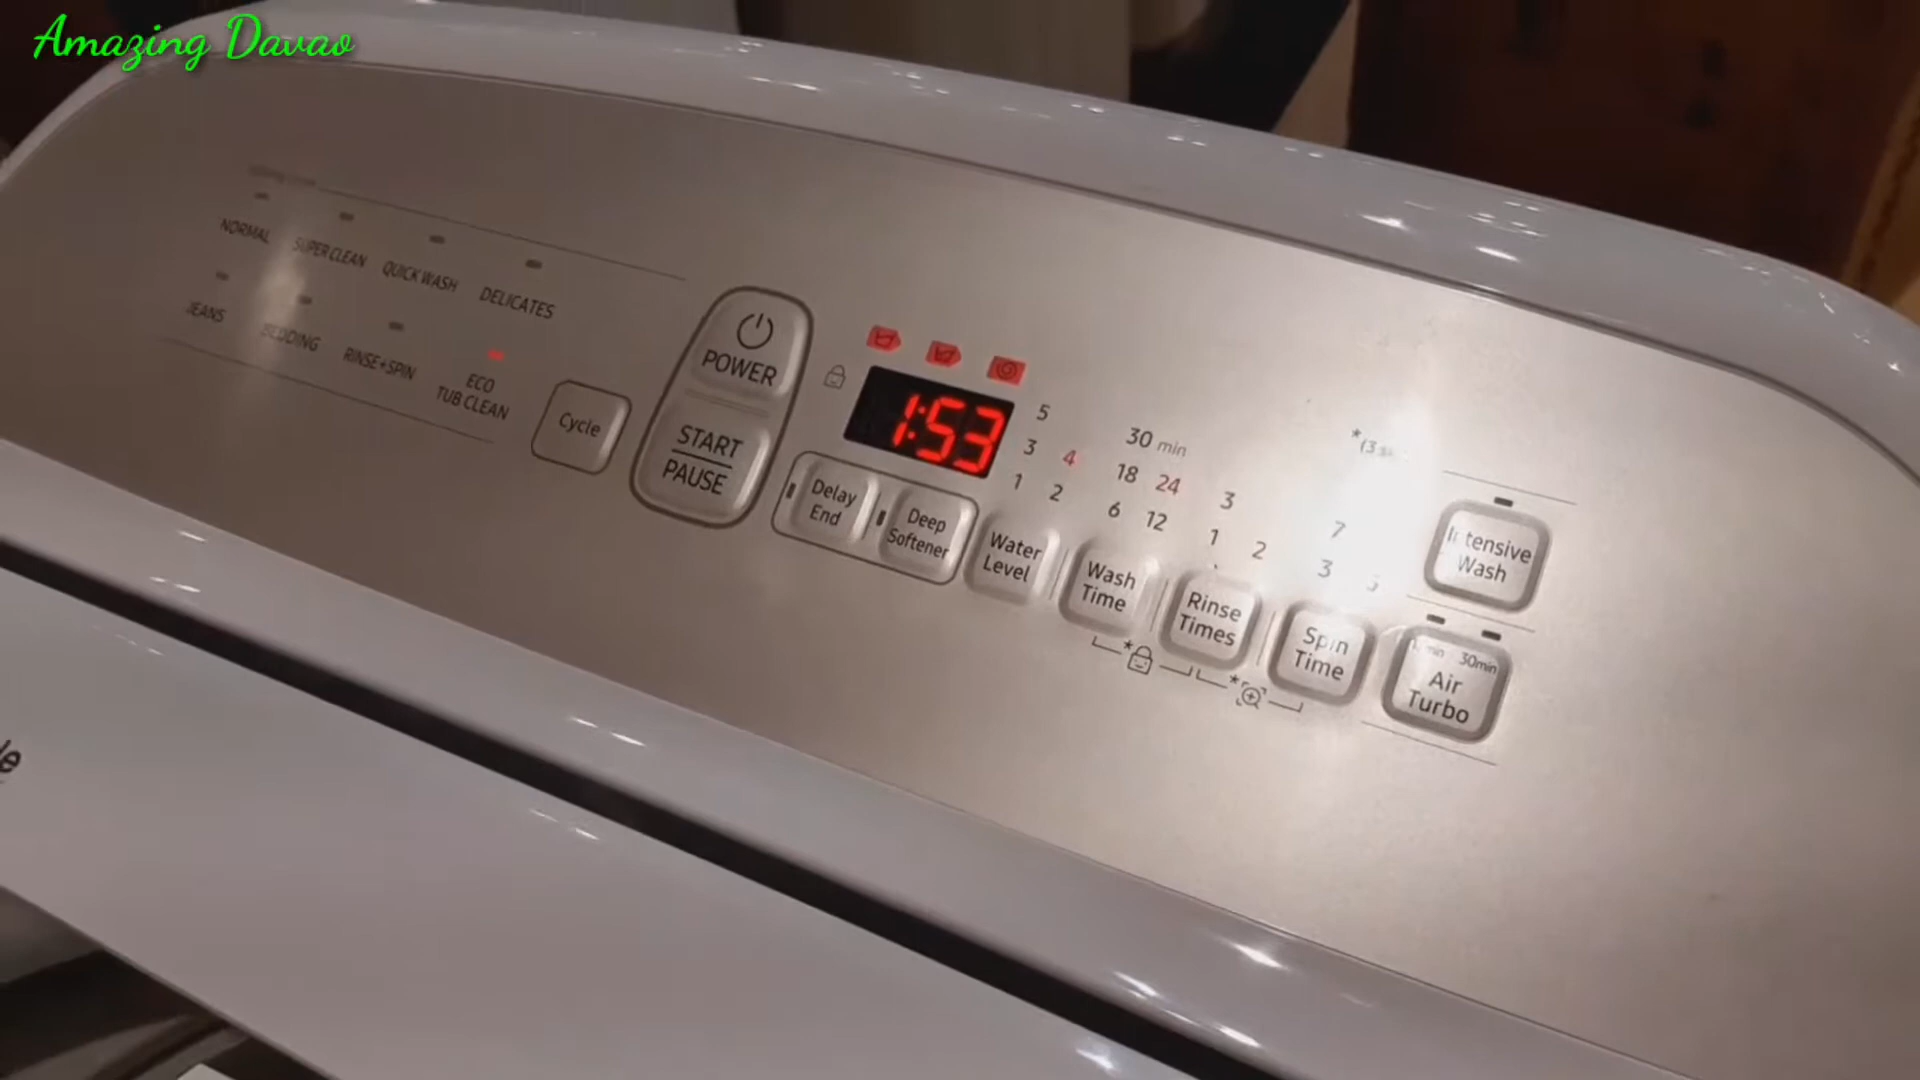 Amazing Davao
NORMAL
SUPER CLEAN
QUICK WASH
DELICATES
JEANS
BEDDING
RINSE+SPIN
ECO
TUB CLEAN
Cycle
POWER
START
PAUSE
1:53
Delay
End
Deep
Softener
5
3 4
1 2
Water
Level
30 min
18 24
6 12
Wash
Time
3
1 2
Rinse
Times
7
3
Spin
Time
Intensive
Wash
30min
Air
Turbo